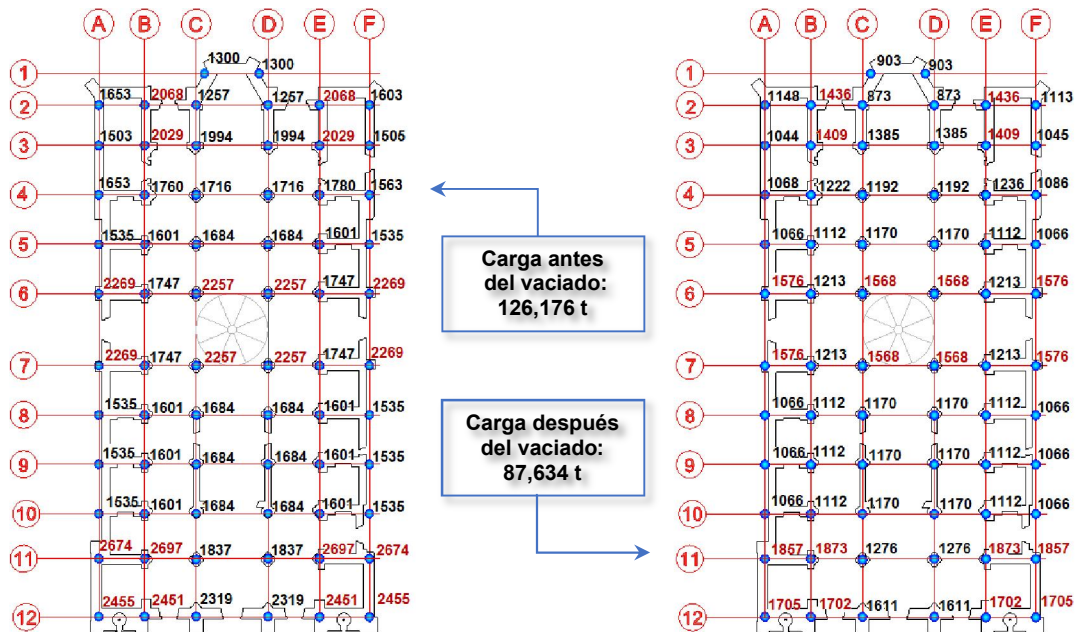 A B C D E F
A B C D E F
1 1300 1300
1 903 903
2 1653 2068 1257 1257 2068 1603
2 1148 1436 873 873 1436 1113
3 1603 2029 1994 1994 2029 1505
3 1044 1409 1385 1385 1409 1045
4 1653 1760 1716 1716 1780 1563
4 1068 1222 1192 1192 1236 1086
5 1535 1601 1684 1684 1601 1535
5 1066 1112 1170 1170 1112 1066
Carga antes
del vaciado:
126,176 t
6 2269 1747 2257 2257 1747 2269
6 1576 1213 1568 1568 1213 1576
7 2269 1747 2257 2257 1747 2269
7 1576 1213 1568 1568 1213 1576
8 1535 1601 1684 1684 1601 1535
8 1066 1112 1170 1170 1112 1066
Carga después
del vaciado:
87,634 t
9 1535 1601 1684 1684 1601 1535
9 1066 1112 1170 1170 1112 1066
10 1535 1601 1684 1684 1601 1535
10 1066 1112 1170 1170 1112 1066
11 2674 2697 1837 1837 2697 2674
11 1857 1873 1276 1276 1873 1857
12 2455 2451 2319 2319 2451 2455
12 1705 1702 1611 1611 1702 1705